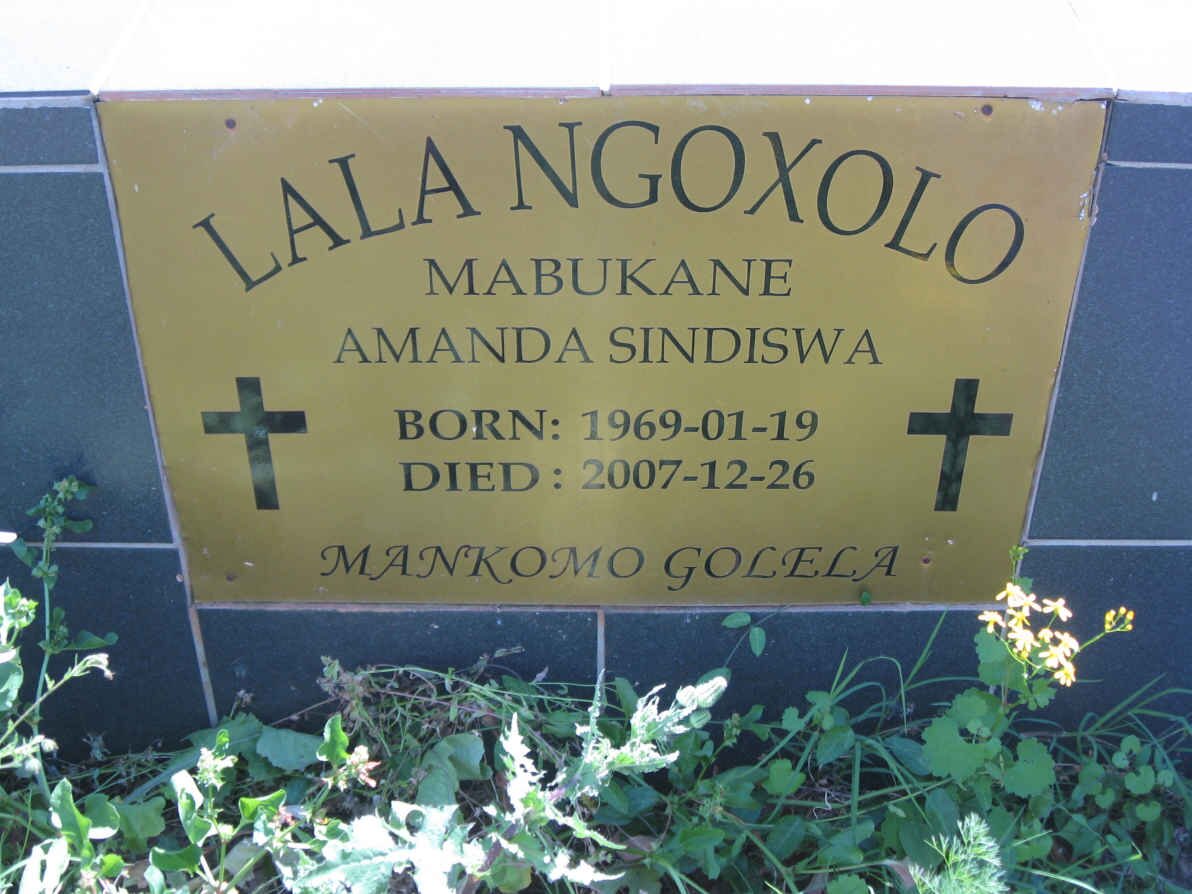 LALA NGOXOLO
MABUKANE
AMANDA SINDISWA
BORN: 1969-01-19
DIED : 2007-12-26
MANKOMO GOLELA